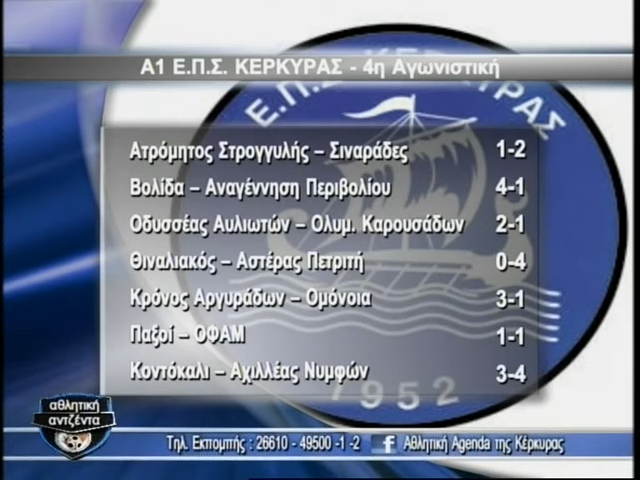 Α1 Ε.Π.Σ. ΚΕΡΚΥΡΑΣ - 4η Αγωνιστική
Ε.Π.Σ. ΚΕΡΚΥΡΑΣ
Ατρόμητος Στρογγυλής – Σιναράδες 1-2
Βολίδα – Αναγέννηση Περιβολίου 4-1
Οδυσσέας Αυλιωτών – Ολυμ. Καρουσάδων 2-1
Θιναλιακός – Αστέρας Πετριτή 0-4
Κρόνος Αργυράδων – Ομόνοια 3-1
Παξοί – ΟΦΑΜ 1-1
Κοντόκαλι – Αχιλλέας Νυμφών 3-4
1952
αθλητική
αντζέντα
Τηλ. Εκπομπής : 26610 - 49500 -1 -2 f Αθλητική Agenda της Κέρκυρας